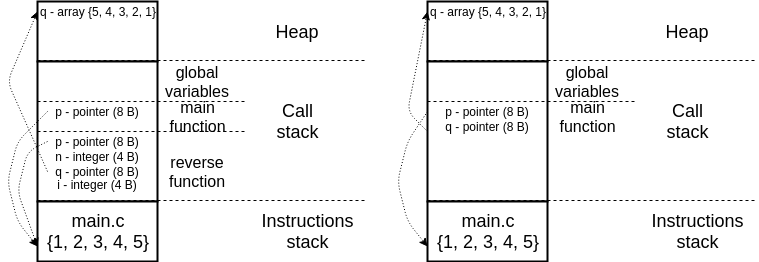 q - array {5, 4, 3, 2, 1}
Heap
global
variables
main
function
p - pointer (8 B)
Call
stack
p - pointer (8 B)
n - integer (4 B)
q - pointer (8 B)
i - integer (4 B)
reverse
function
main.c
{1, 2, 3, 4, 5}
Instructions
stack
q - array {5, 4, 3, 2, 1}
Heap
global
variables
main
function
p - pointer (8 B)
q - pointer (8 B)
Call
stack
main.c
{1, 2, 3, 4, 5}
Instructions
stack